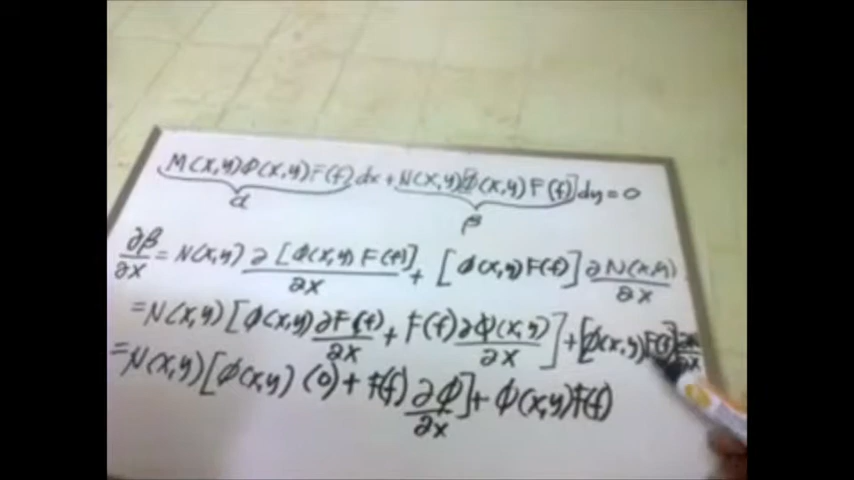 M(x,y)Φ(x,y)F(f)dx+N(x,y)[Φ(x,y)F(f)]dy=0
α β
∂β/∂x = N(x,y) ∂[Φ(x,y)F(f)]/∂x + [Φ(x,y)F(f)] ∂N(x,y)/∂x
=N(x,y)[Φ(x,y)∂F(f)/∂x + F(f)∂Φ(x,y)/∂x]+[Φ(x,y)F(f)]∂N/∂x
=N(x,y)[Φ(x,y)(0)+F(f)∂Φ/∂x]+Φ(x,y)F(f)